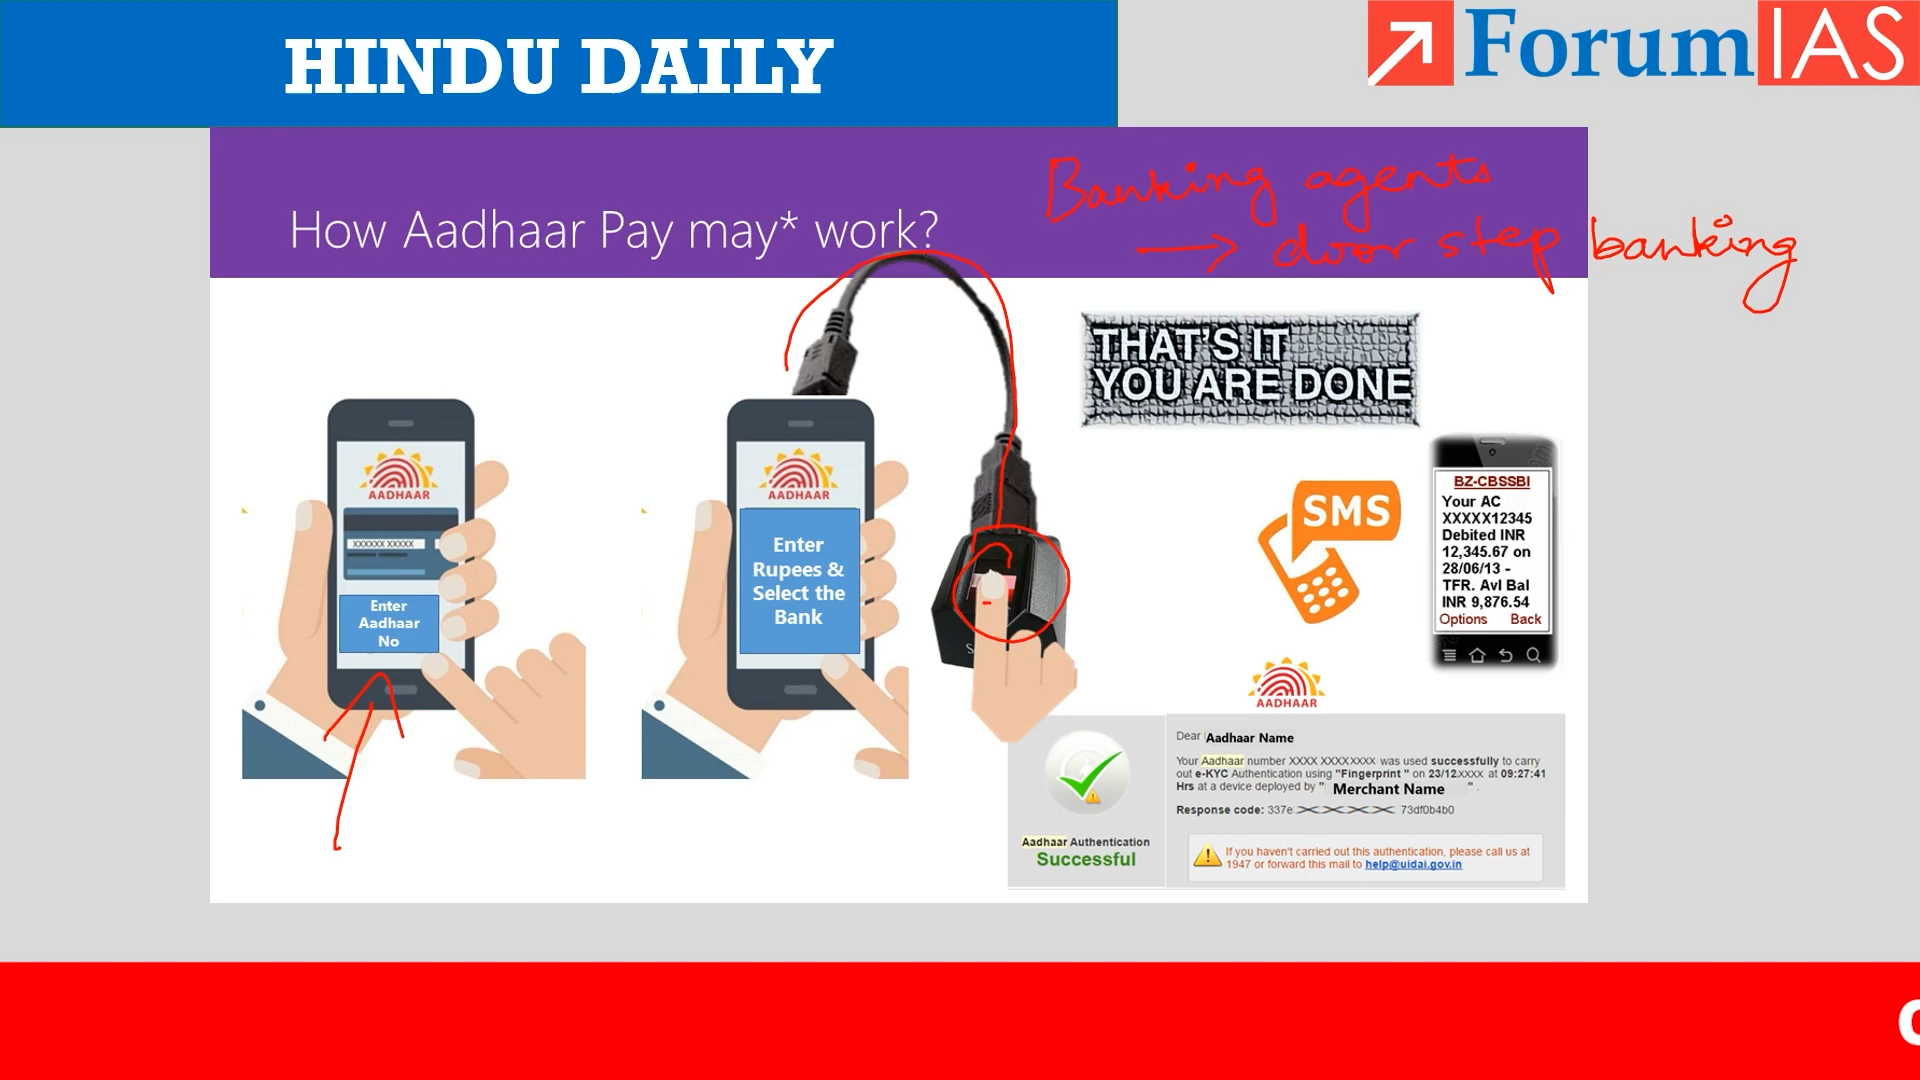 HINDU DAILY
ForumIAS
How Aadhaar Pay may* work?
Banking agents
→ door step banking
AADHAAR
XXXXXX XXXXX
Enter
Aadhaar
No
AADHAAR
Enter
Rupees &
Select the
Bank
S
THAT'S IT
YOU ARE DONE
SMS
BZ-CBSSBI
Your AC
XXXXX12345
Debited INR
12,345.67 on
28/06/13 -
TFR. Avl Bal
INR 9,876.54
Options Back
AADHAAR
Aadhaar Authentication
Successful
Dear Aadhaar Name
Your Aadhaar number XXXX XXXXXXXX was used successfully to carry
out e-KYC Authentication using "Fingerprint " on 23/12XXXX at 09:27:41
Hrs at a device deployed by " Merchant Name " .
Response code: 337e XXXX 73df0b4b0
If you haven't carried out this authentication, please call us at
1947 or forward this mail to help@uidai.gov.in